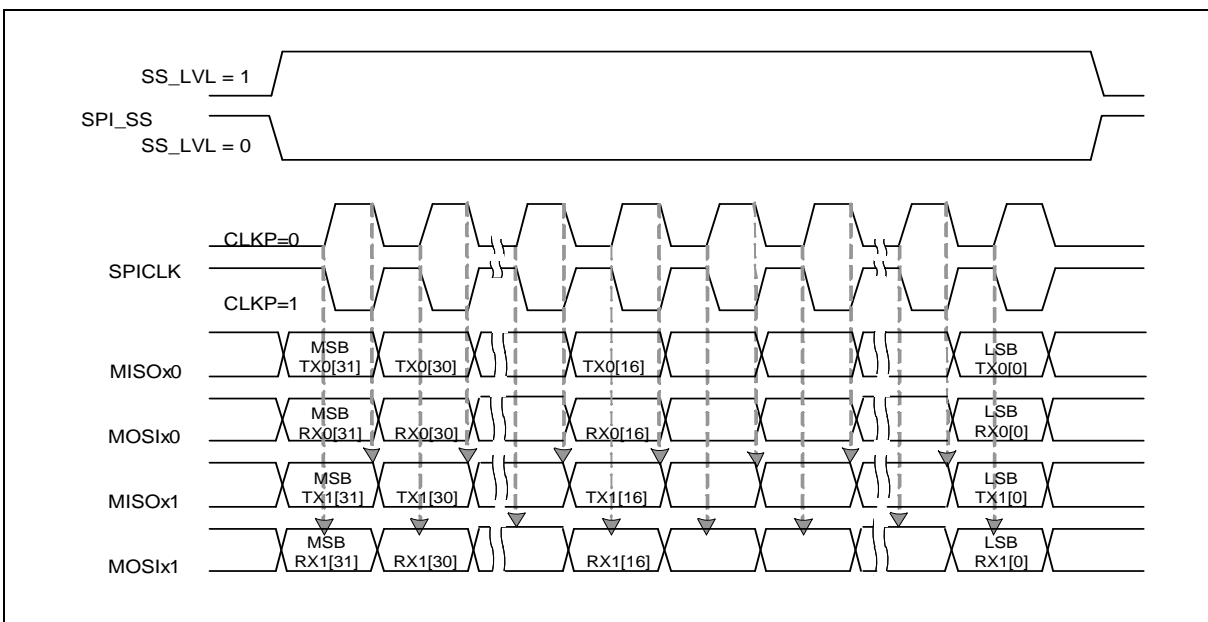 SS_LVL = 1
SPI_SS
SS_LVL = 0
CLKP=0
SPICLK
CLKP=1
MISOx0
MSB
TX0[31]
TX0[30]
TX0[16]
LSB
TX0[0]
MOSIx0
MSB
RX0[31]
RX0[30]
RX0[16]
LSB
RX0[0]
MISOx1
MSB
TX1[31]
TX1[30]
TX1[16]
LSB
TX1[0]
MOSIx1
MSB
RX1[31]
RX1[30]
RX1[16]
LSB
RX1[0]